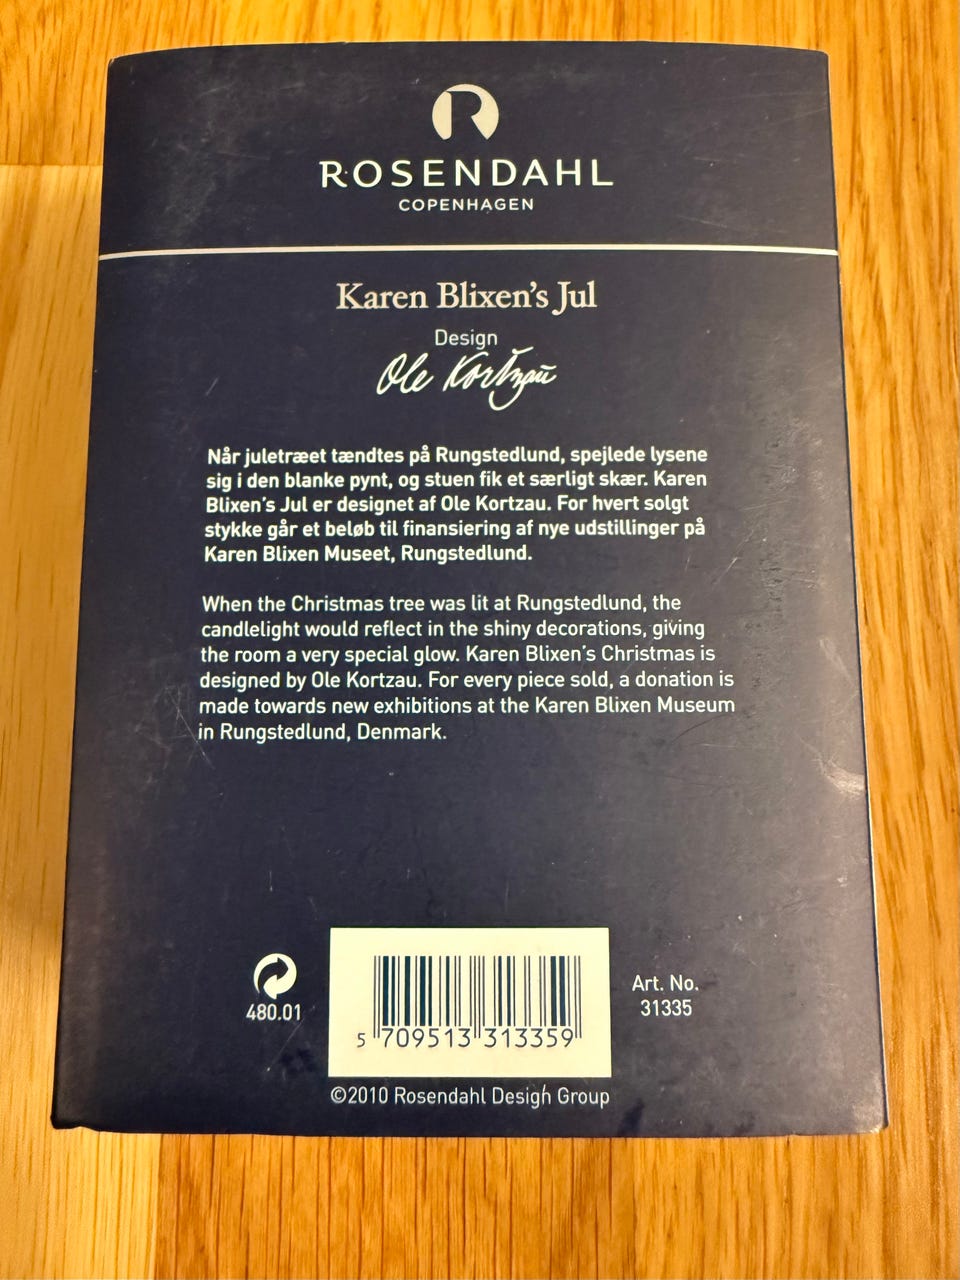 R
ROSENDAHL
COPENHAGEN
Karen Blixen's Jul
Design
Ole Kortzau
Når juletræet tændtes på Rungstedlund, spejlede lysene
sig i den blanke pynt, og stuen fik et særligt skær. Karen
Blixen's Jul er designet af Ole Kortzau. For hvert solgt
stykke går et beløb til finansiering af nye udstillinger på
Karen Blixen Museet, Rungstedlund.
When the Christmas tree was lit at Rungstedlund, the
candlelight would reflect in the shiny decorations, giving
the room a very special glow. Karen Blixen's Christmas is
designed by Ole Kortzau. For every piece sold, a donation is
made towards new exhibitions at the Karen Blixen Museum
in Rungstedlund, Denmark.
480.01
5 709513 313359
Art. No.
31335
©2010 Rosendahl Design Group